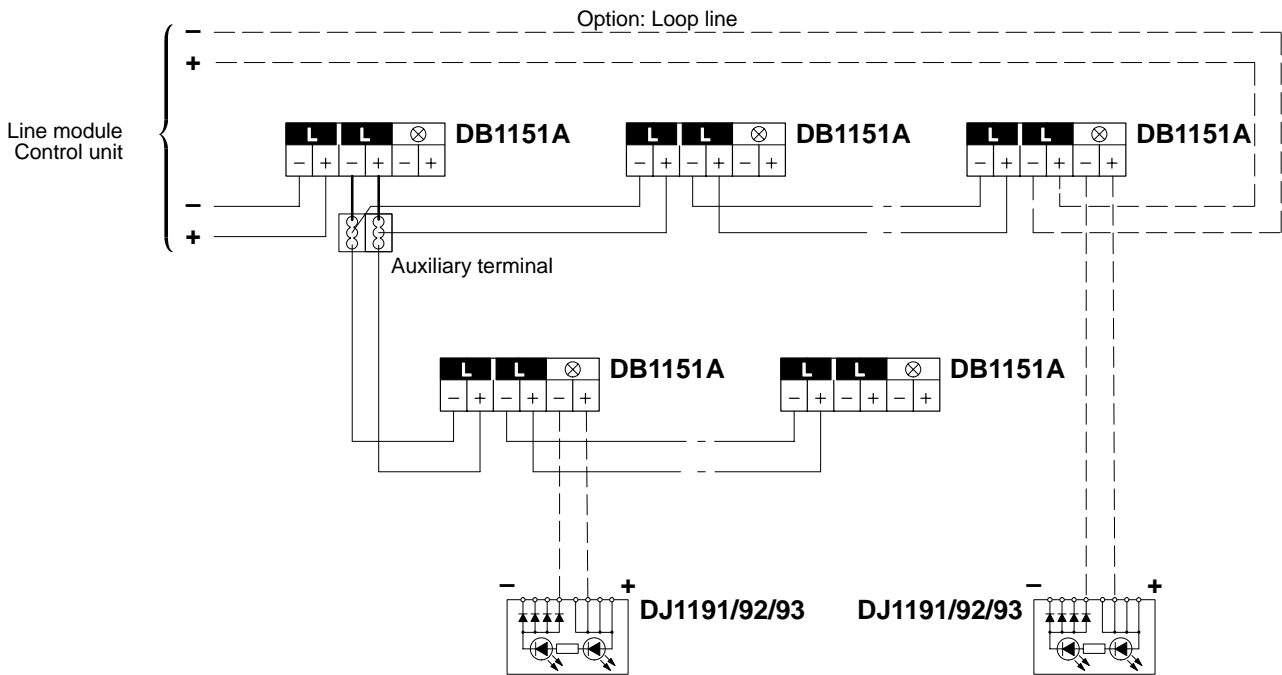 Option: Loop line
−
+
Line module
Control unit
L L ⊗ DB1151A
− + − + − +
L L ⊗ DB1151A
− + − + − +
L L ⊗ DB1151A
− + − + − +
−
+
Auxiliary terminal
L L ⊗ DB1151A
− + − + − +
L L ⊗ DB1151A
− + − + − +
− +
DJ1191/92/93
− +
DJ1191/92/93